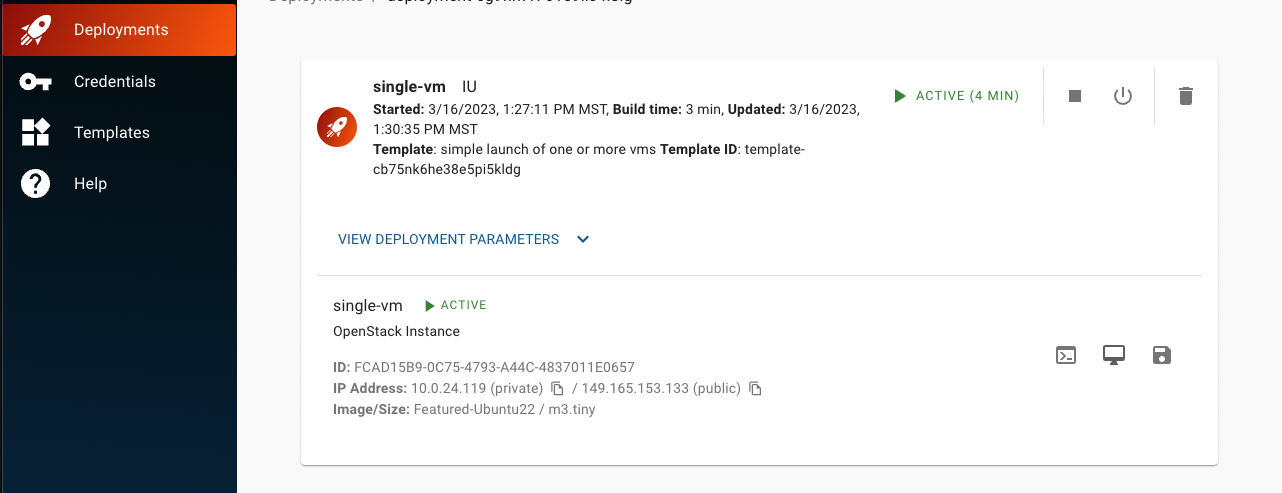 Deployments /
Deployments
Credentials
Templates
Help
single-vm IU
Started: 3/16/2023, 1:27:11 PM MST, Build time: 3 min, Updated: 3/16/2023,
1:30:35 PM MST
Template: simple launch of one or more vms Template ID: template-
cb75nk6he38e5pi5kldg
ACTIVE (4 MIN)
VIEW DEPLOYMENT PARAMETERS
single-vm ACTIVE
OpenStack Instance
ID: FCAD15B9-0C75-4793-A44C-4837011E0657
IP Address: 10.0.24.119 (private) / 149.165.153.133 (public)
Image/Size: Featured-Ubuntu22 / m3.tiny